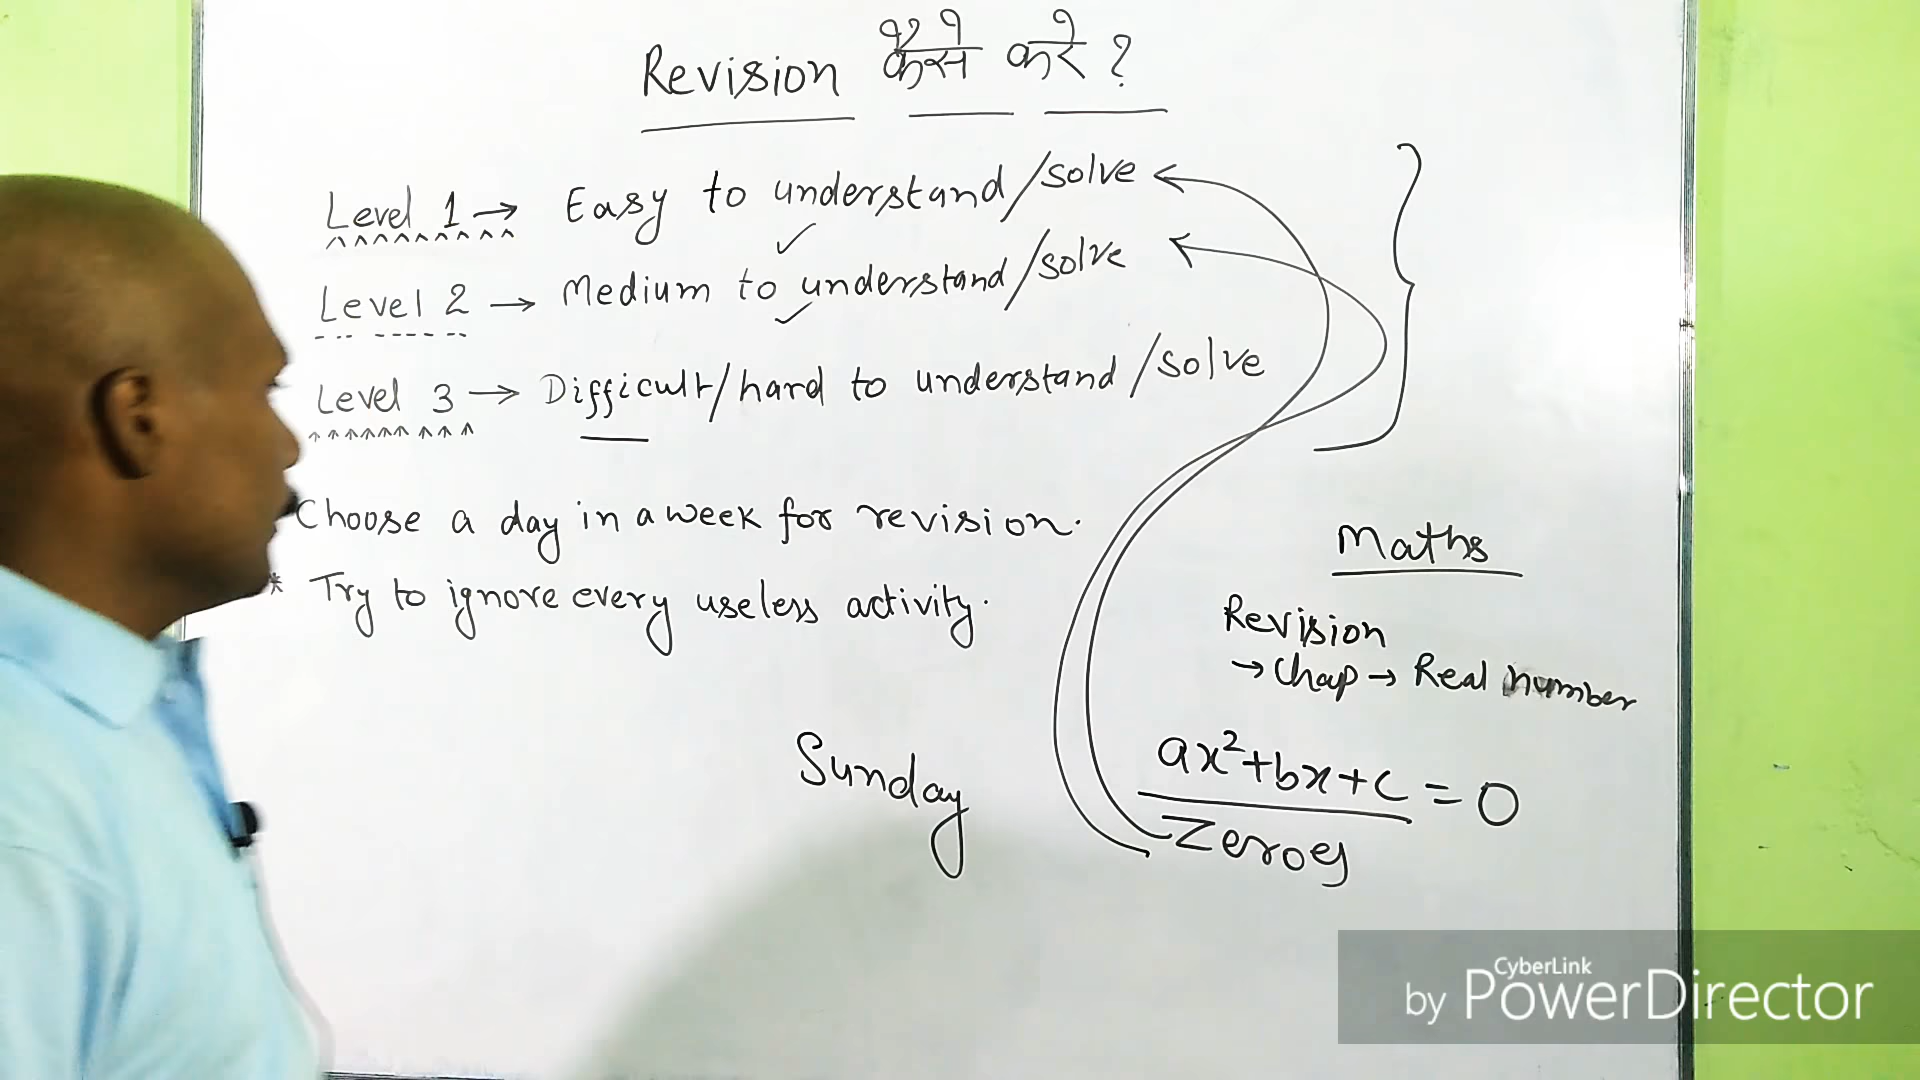 Revision कैसे करे ?
Level 1 → Easy to understand/solve
Level 2 → Medium to understand/solve
Level 3 → Difficult/hard to understand/solve
Choose a day in a week for revision.
* Try to ignore every useless activity.
Sunday
Maths
Revision
→ Chap → Real number
ax²+bx+c = 0
Zeroes
CyberLink
by PowerDirector